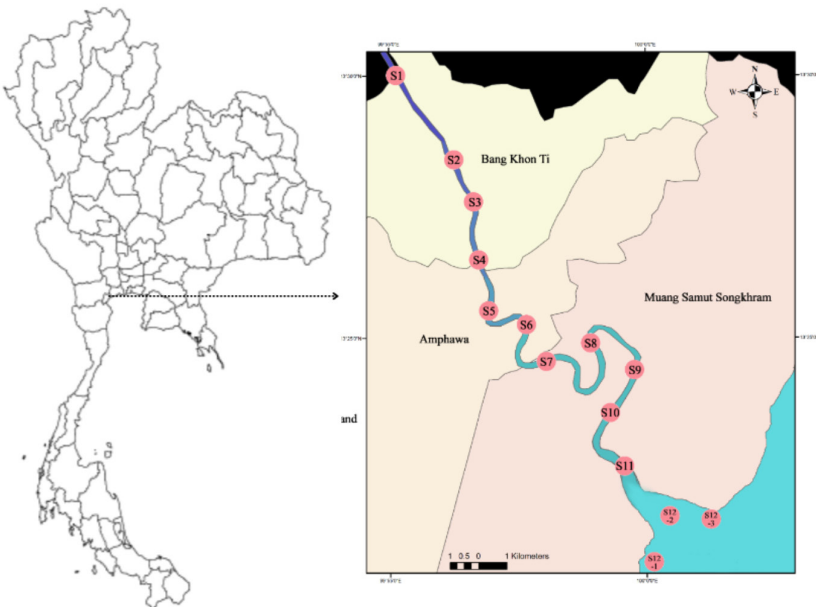 S1
S2
Bang Khon Ti
S3
S4
Muang Samut Songkhram
S5
S6
Amphawa
S8
S7
S9
S10
and
S11
S12
-2
S12
-3
S12
-1
1 0.5 0 1 Kilometers
N
W E
S